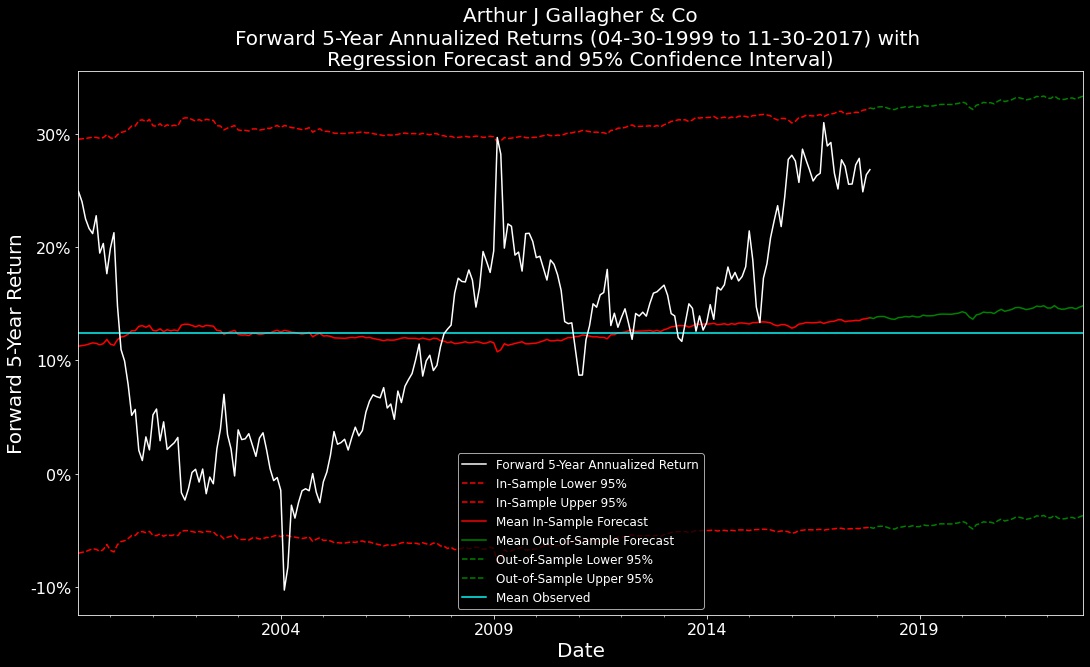 Arthur J Gallagher & Co
Forward 5-Year Annualized Returns (04-30-1999 to 11-30-2017) with
Regression Forecast and 95% Confidence Interval)
Forward 5-Year Return
30%
20%
10%
0%
-10%
Forward 5-Year Annualized Return
In-Sample Lower 95%
In-Sample Upper 95%
Mean In-Sample Forecast
Mean Out-of-Sample Forecast
Out-of-Sample Lower 95%
Out-of-Sample Upper 95%
Mean Observed
2004
2009
2014
2019
Date